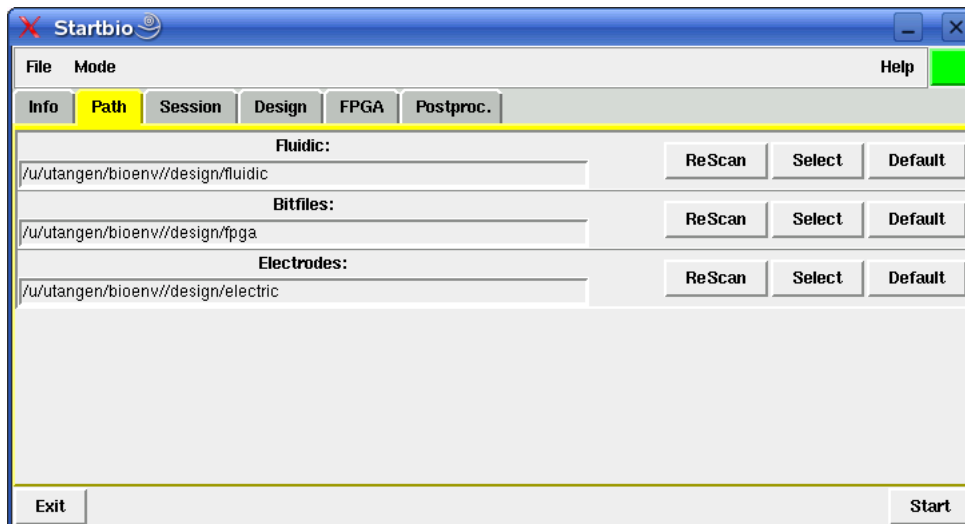 Startbio
File Mode Help
Info Path Session Design FPGA Postproc.
Fluidic:
/u/utangen/bioenv//design/fluidic ReScan Select Default
Bitfiles:
/u/utangen/bioenv//design/fpga ReScan Select Default
Electrodes:
/u/utangen/bioenv//design/electric ReScan Select Default
Exit Start